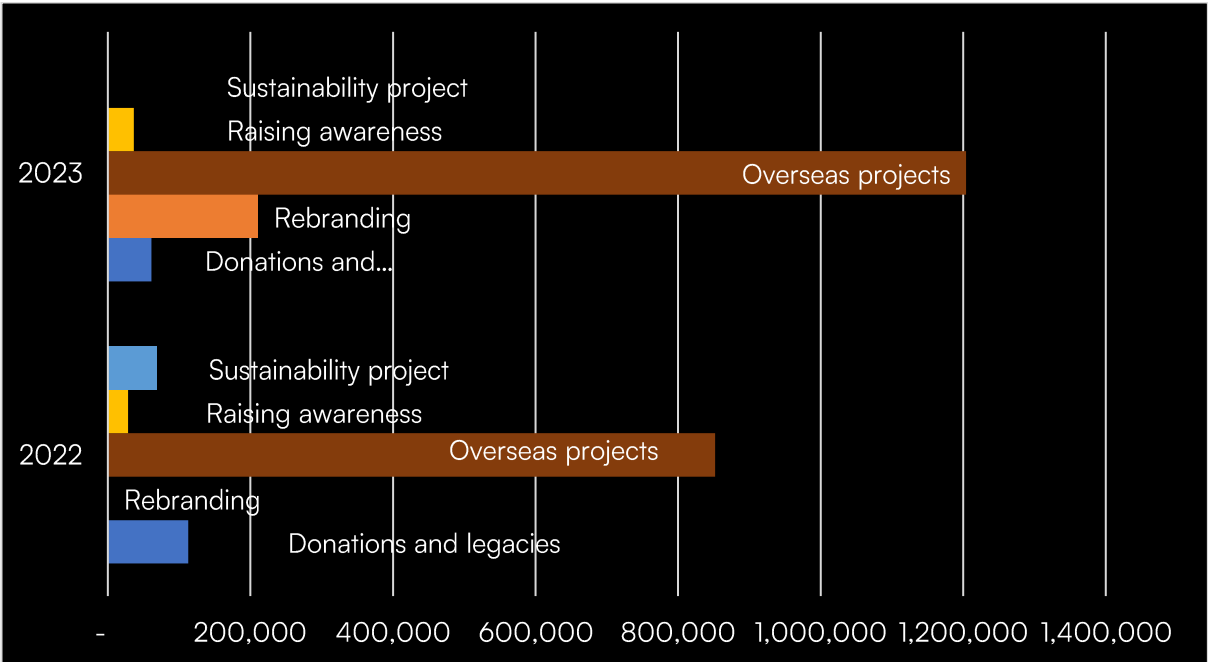 Sustainability project
Raising awareness
2023
Overseas projects
Rebranding
Donations and...
Sustainability project
Raising awareness
2022
Overseas projects
Rebranding
Donations and legacies
- 200,000 400,000 600,000 800,000 1,000,000 1,200,000 1,400,000